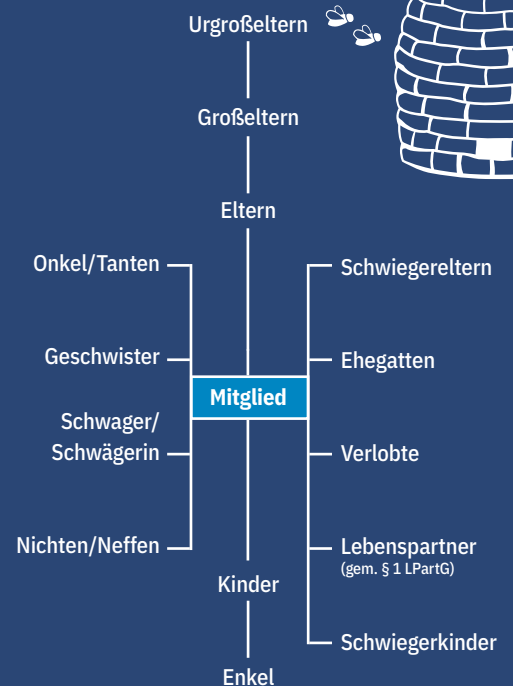 Urgroßeltern
Großeltern
Eltern
Onkel/Tanten
Schwiegereltern
Geschwister
Ehegatten
Mitglied
Schwager/
Schwägerin
Verlobte
Nichten/Neffen
Lebenspartner
(gem. § 1 LPartG)
Kinder
Schwiegerkinder
Enkel